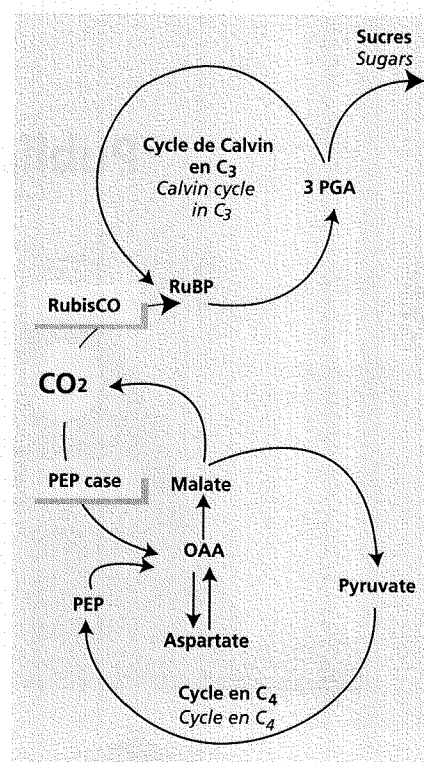 Sucres
Sugars
Cycle de Calvin
en C3
Calvin cycle
in C3
3 PGA
RuBP
RubisCO
CO2
PEP case
Malate
OAA
Pyruvate
PEP
Aspartate
Cycle en C4
Cycle en C4